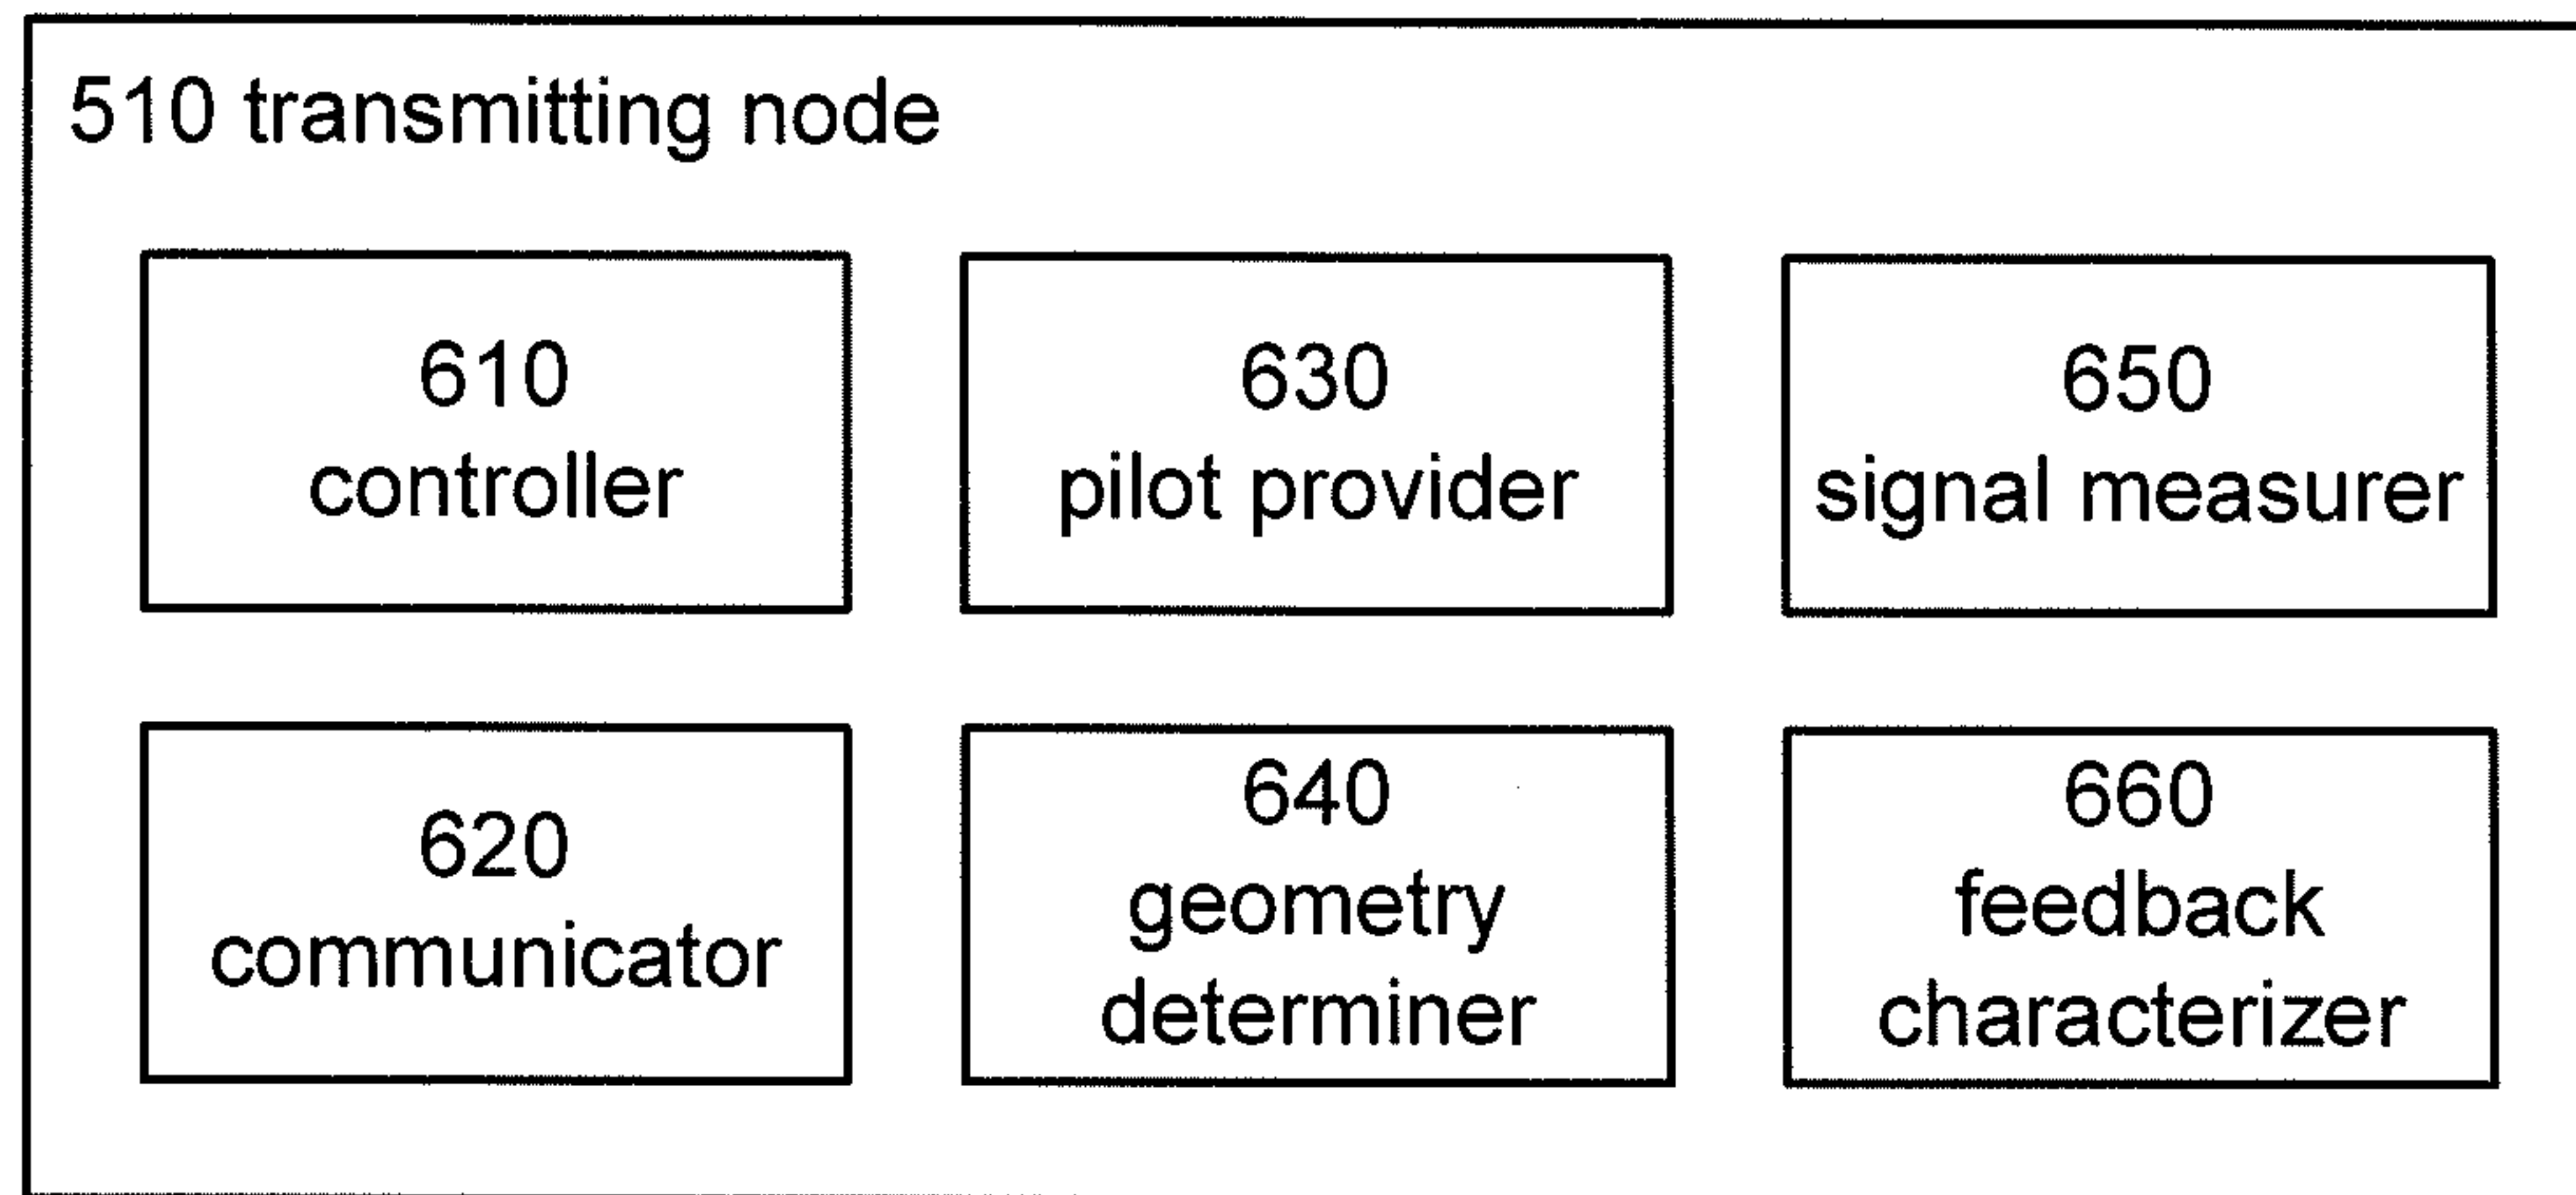 510 transmitting node
610
controller
630
pilot provider
650
signal measurer
620
communicator
640
geometry
determiner
660
feedback
characterizer